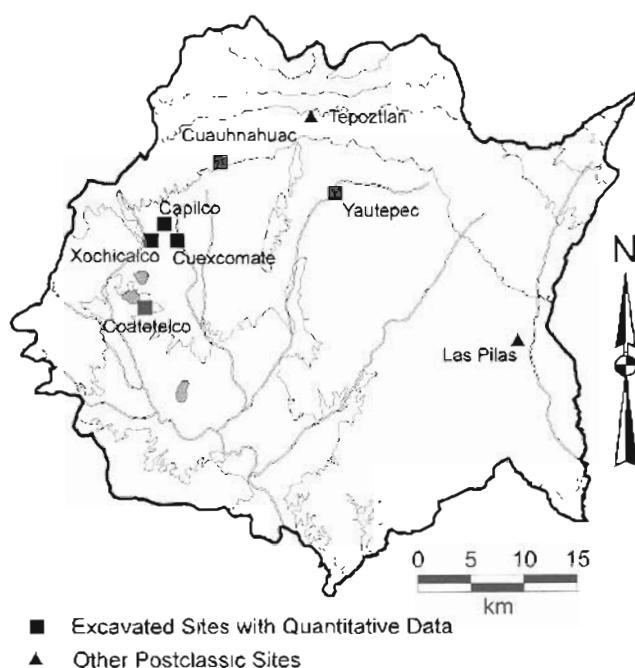 Tepoztlan
Cuauhnahuac
Capilco
Yautepec
Xochicalco
Cuexcomate
Coatetelco
Las Pilas
N
0 5 10 15
km
Excavated Sites with Quantitative Data
Other Postclassic Sites